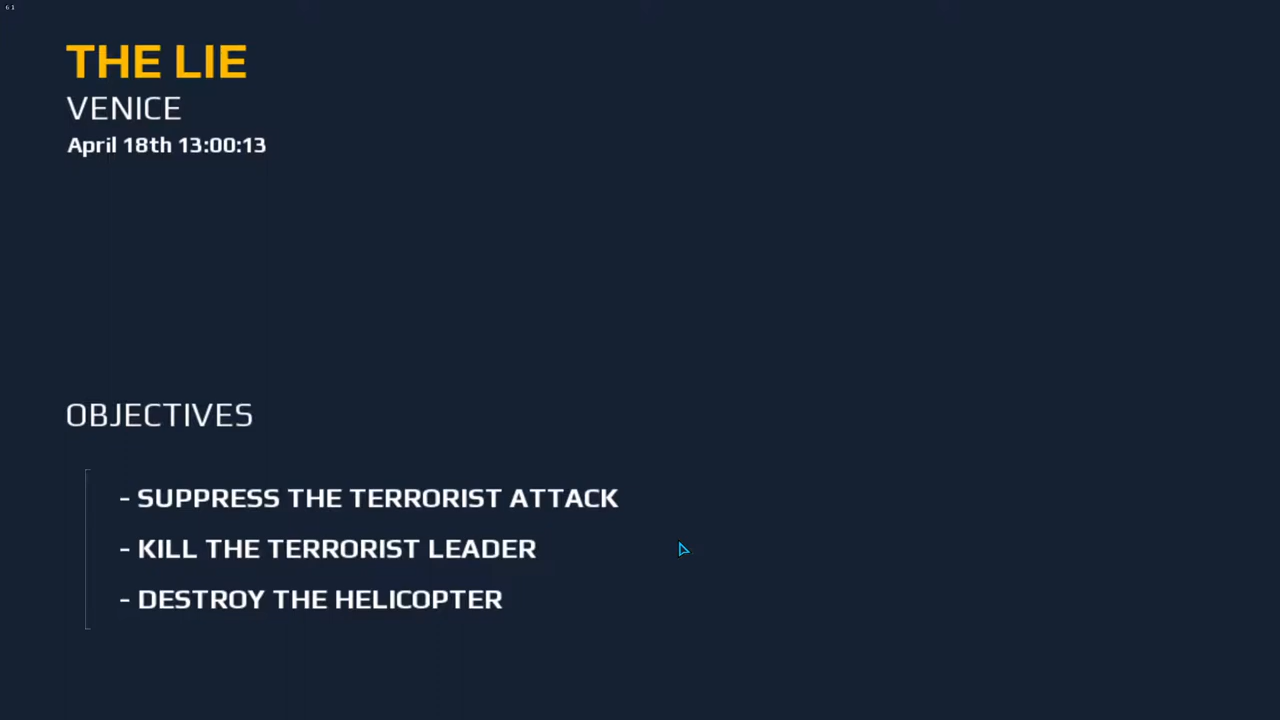 61
THE LIE
VENICE
April 18th 13:00:13
OBJECTIVES
- SUPPRESS THE TERRORIST ATTACK
- KILL THE TERRORIST LEADER
- DESTROY THE HELICOPTER